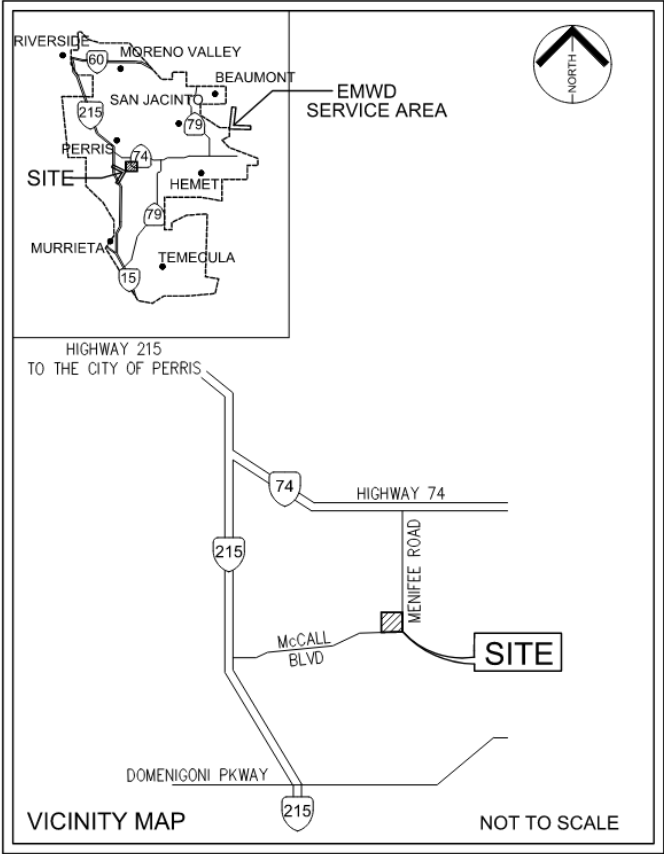 RIVERSIDE
60
MORENO VALLEY
BEAUMONT
SAN JACINTO
215
79
EMWD
SERVICE AREA
PERRIS
74
SITE
HEMET
79
MURRIETA
TEMECULA
15
NORTH
HIGHWAY 215
TO THE CITY OF PERRIS
74
HIGHWAY 74
MENIFEE ROAD
215
McCALL
BLVD
SITE
DOMENIGONI PKWAY
215
VICINITY MAP
NOT TO SCALE